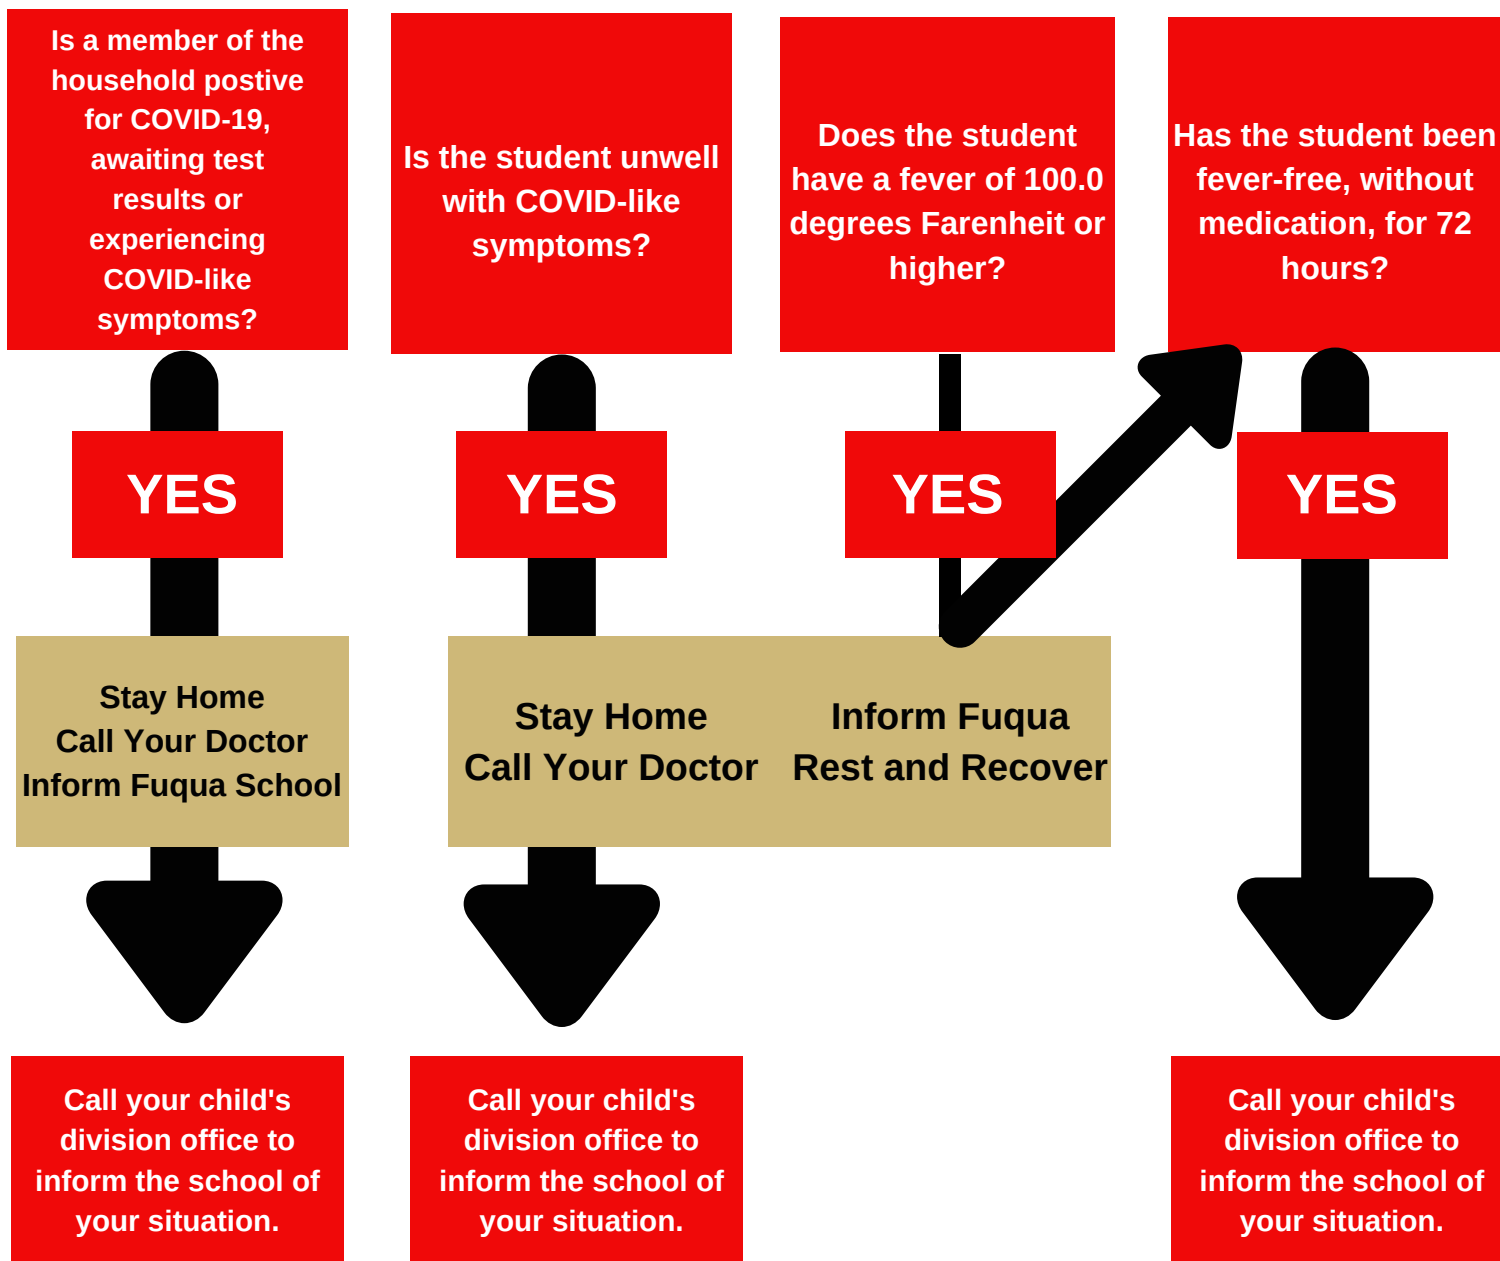 Is a member of the
household postive
for COVID-19,
awaiting test
results or
experiencing
COVID-like
symptoms?
Is the student unwell
with COVID-like
symptoms?
Does the student
have a fever of 100.0
degrees Farenheit or
higher?
Has the student been
fever-free, without
medication, for 72
hours?
YES
YES
YES
YES
Stay Home
Call Your Doctor
Inform Fuqua School
Stay Home
Call Your Doctor
Inform Fuqua
Rest and Recover
Call your child's
division office to
inform the school of
your situation.
Call your child's
division office to
inform the school of
your situation.
Call your child's
division office to
inform the school of
your situation.